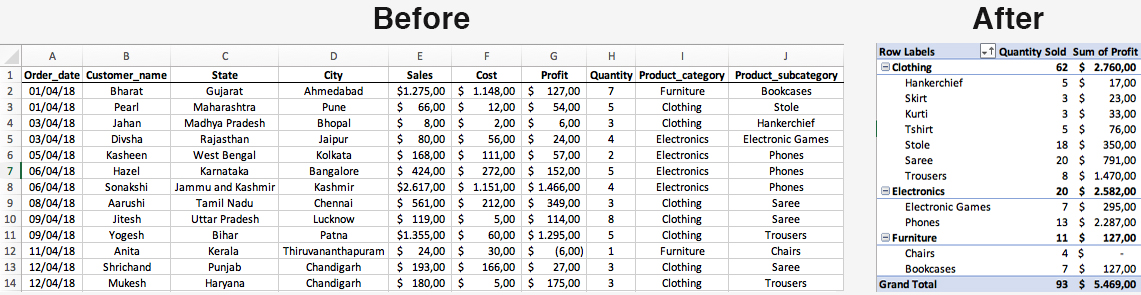 Before After
A B C D E F G H I J
1 Order_date Customer_name State City Sales Cost Profit Quantity Product_category Product_subcategory
2 01/04/18 Bharat Gujarat Ahmedabad $1.275,00 $ 1.148,00 $ 127,00 7 Furniture Bookcases
3 01/04/18 Pearl Maharashtra Pune $ 66,00 $ 12,00 $ 54,00 5 Clothing Stole
4 03/04/18 Jahan Madhya Pradesh Bhopal $ 8,00 $ 2,00 $ 6,00 3 Clothing Hankerchief
5 03/04/18 Divsha Rajasthan Jaipur $ 80,00 $ 56,00 $ 24,00 4 Electronics Electronic Games
6 05/04/18 Kasheen West Bengal Kolkata $ 168,00 $ 111,00 $ 57,00 2 Electronics Phones
7 06/04/18 Hazel Karnataka Bangalore $ 424,00 $ 272,00 $ 152,00 5 Electronics Phones
8 06/04/18 Sonakshi Jammu and Kashmir Kashmir $2.617,00 $ 1.151,00 $ 1.466,00 4 Electronics Phones
9 08/04/18 Aarushi Tamil Nadu Chennai $ 561,00 $ 212,00 $ 349,00 3 Clothing Saree
10 09/04/18 Jitesh Uttar Pradesh Lucknow $ 119,00 $ 5,00 $ 114,00 8 Clothing Saree
11 09/04/18 Yogesh Bihar Patna $1.355,00 $ 60,00 $ 1.295,00 5 Clothing Trousers
12 11/04/18 Anita Kerala Thiruvananthapuram $ 24,00 $ 30,00 $ (6,00) 1 Furniture Chairs
13 12/04/18 Shrichand Punjab Chandigarh $ 193,00 $ 166,00 $ 27,00 3 Clothing Saree
14 12/04/18 Mukesh Haryana Chandigarh $ 180,00 $ 5,00 $ 175,00 3 Clothing Trousers
Row Labels Quantity Sold Sum of Profit
Clothing 62 $ 2.760,00
Hankerchief 5 $ 17,00
Skirt 3 $ 23,00
Kurti 3 $ 33,00
Tshirt 5 $ 76,00
Stole 18 $ 350,00
Saree 20 $ 791,00
Trousers 8 $ 1.470,00
Electronics 20 $ 2.582,00
Electronic Games 7 $ 295,00
Phones 13 $ 2.287,00
Furniture 11 $ 127,00
Chairs 4 $ -
Bookcases 7 $ 127,00
Grand Total 93 $ 5.469,00